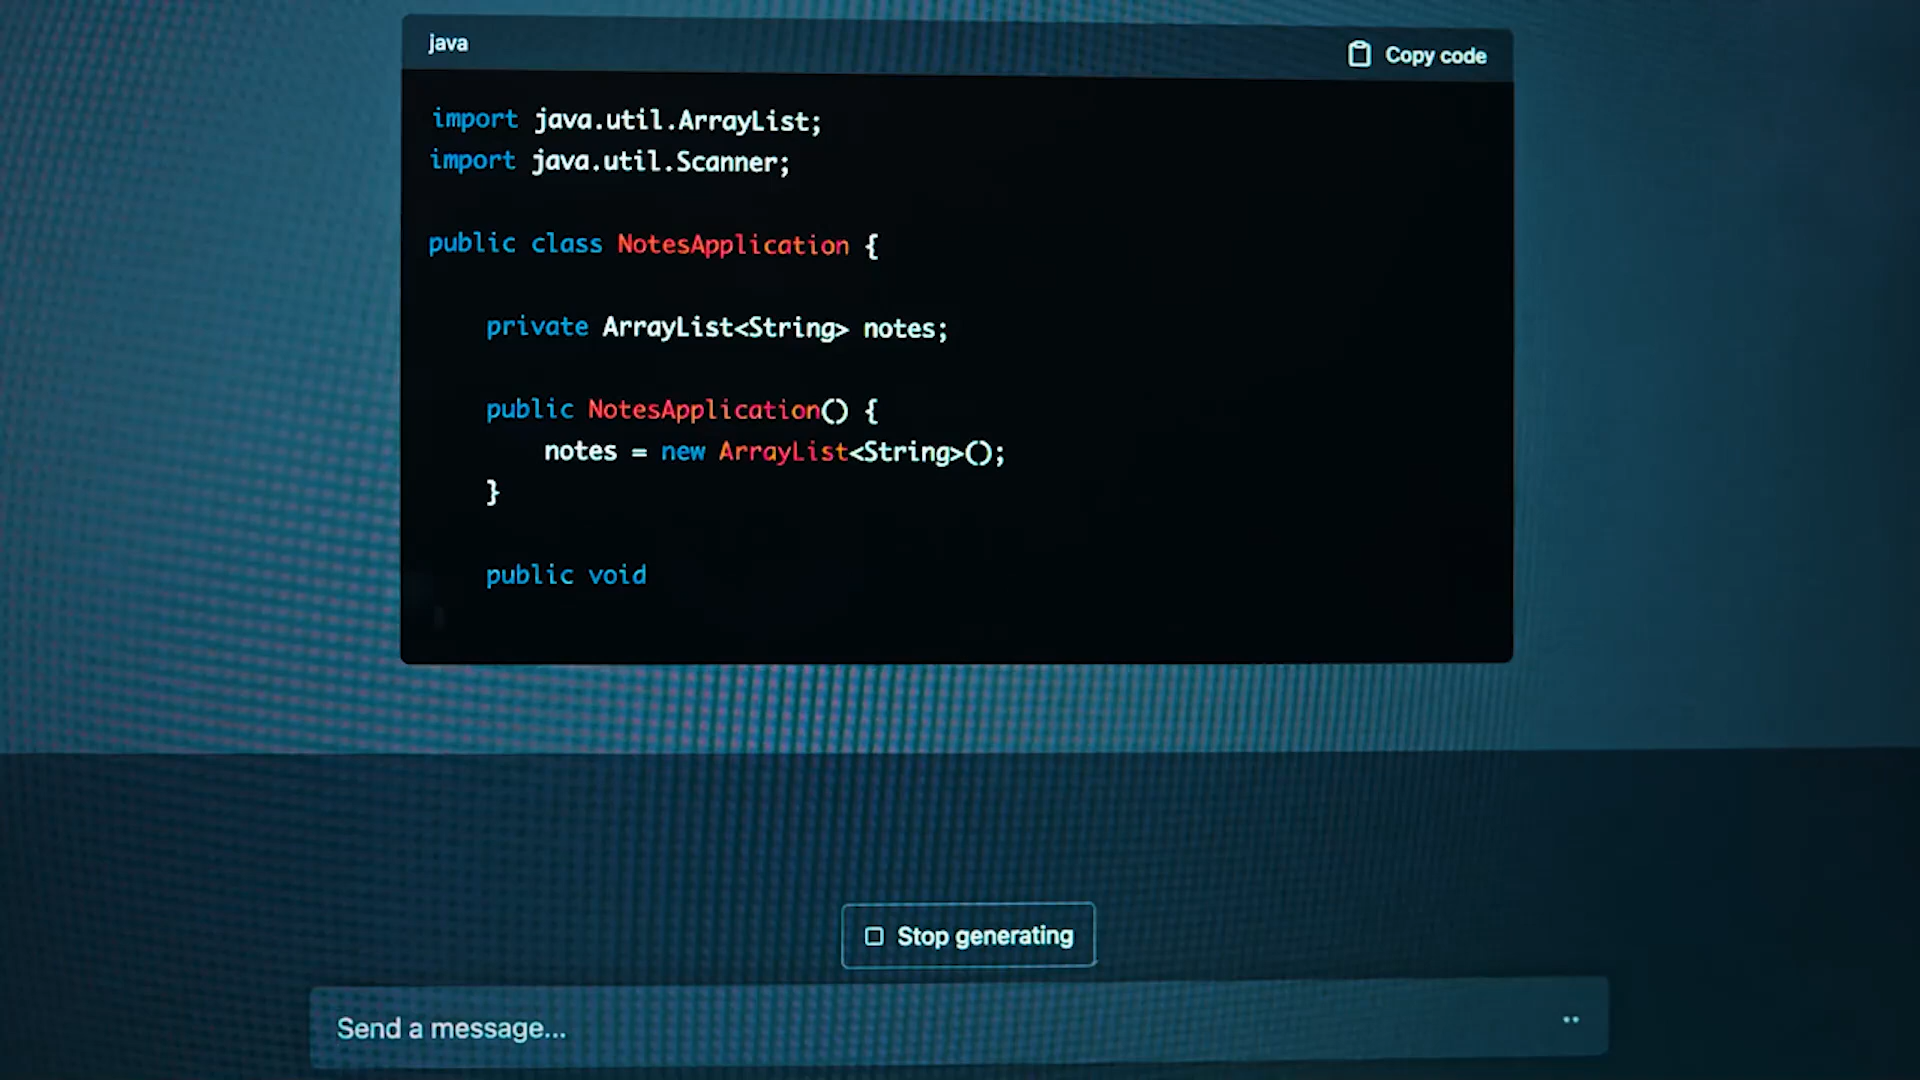 java
Copy code
import java.util.ArrayList;
import java.util.Scanner;
public class NotesApplication {
private ArrayList<String> notes;
public NotesApplication() {
notes = new ArrayList<String>();
}
public void
Stop generating
Send a message...